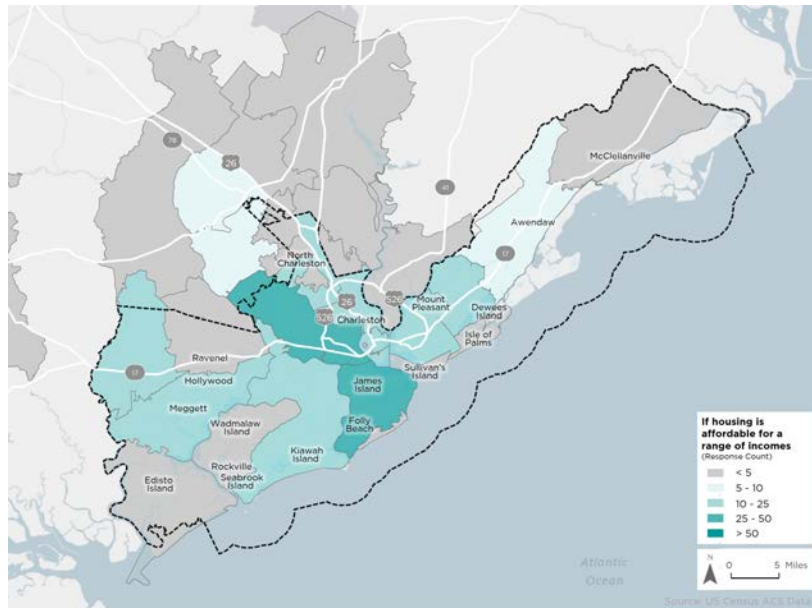 McClellanville
78
26
41
Awendaw
17
North
Charleston
26
526
526
Mount
Pleasant
Dewees
Island
Charleston
Isle of
Palms
Ravenel
Sullivan's
Island
17
Hollywood
James
Island
Meggett
Folly
Beach
Wadmalaw
Island
Kiawah
Island
Rockville
Seabrook
Island
Edisto
Island
If housing is
affordable for a
range of incomes
(Response Count)
< 5
5 - 10
10 - 25
25 - 50
> 50
N
0 5 Miles
Atlantic
Ocean
Source: US Census ACS Data